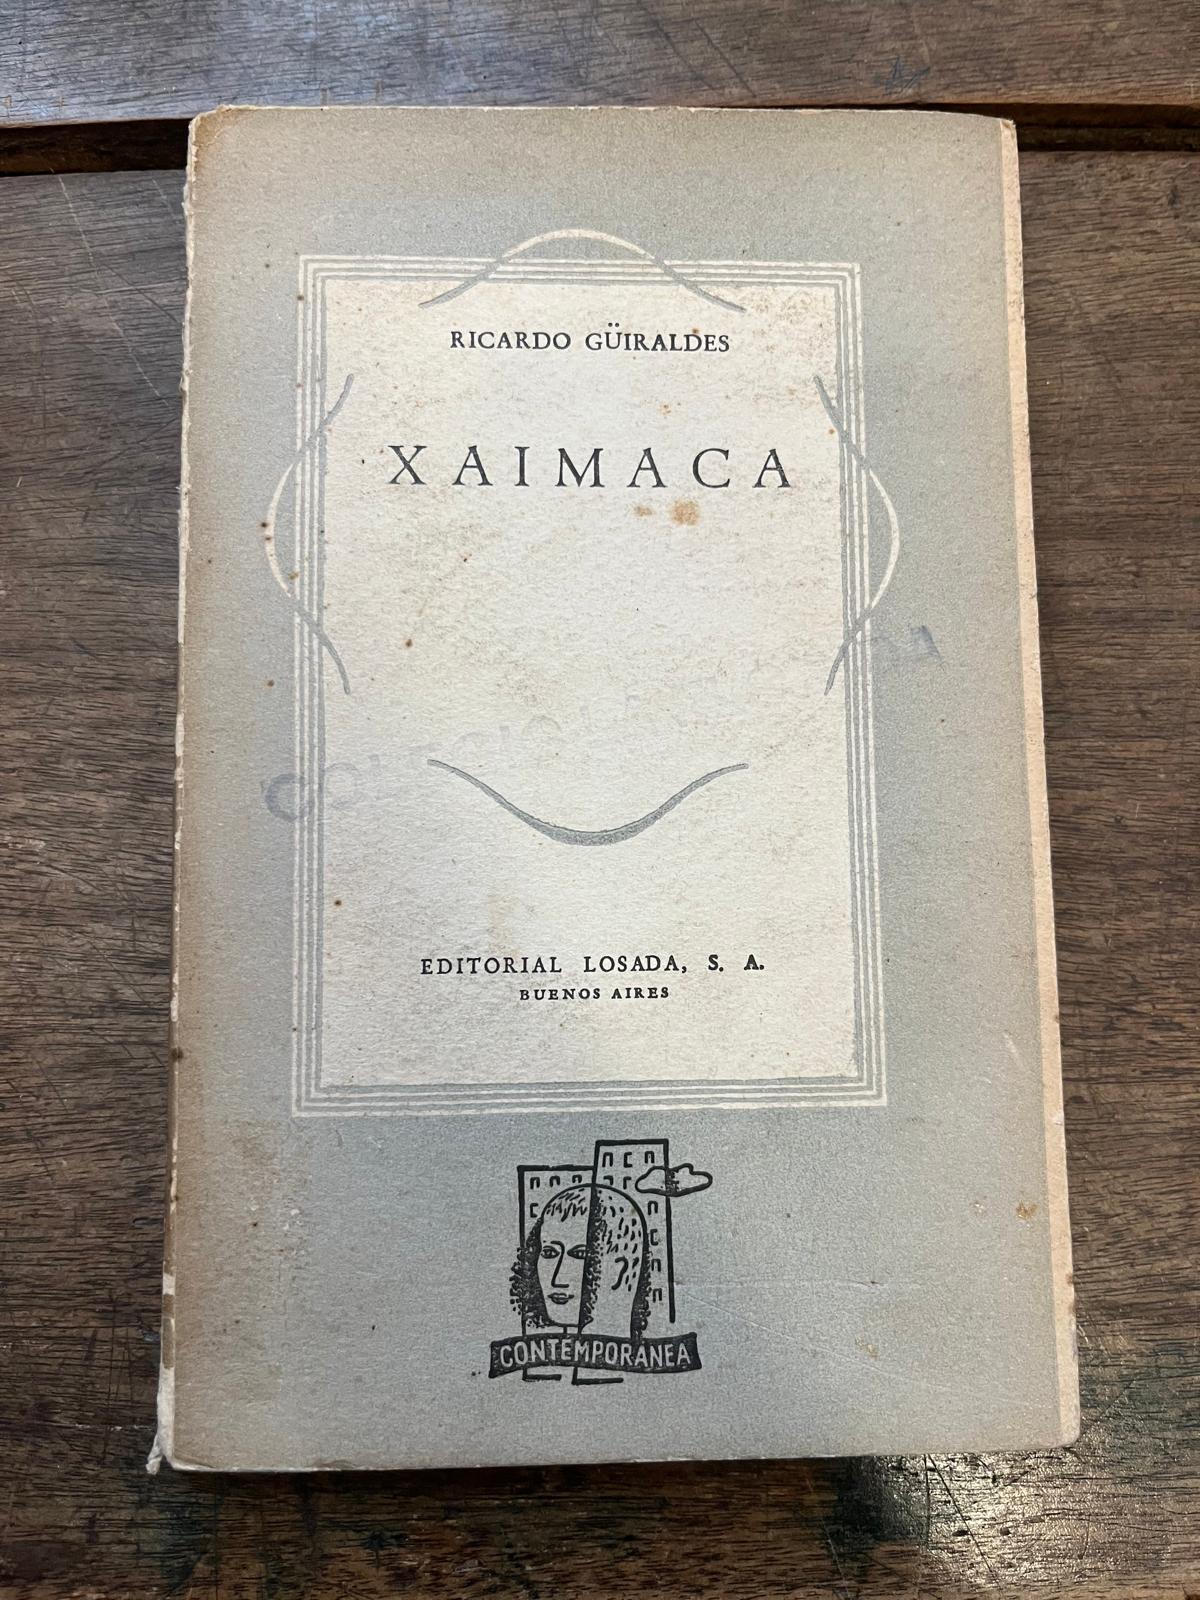 RICARDO GÜIRALDES
XAIMACA
EDITORIAL LOSADA, S. A.
BUENOS AIRES
CONTEMPORANEA